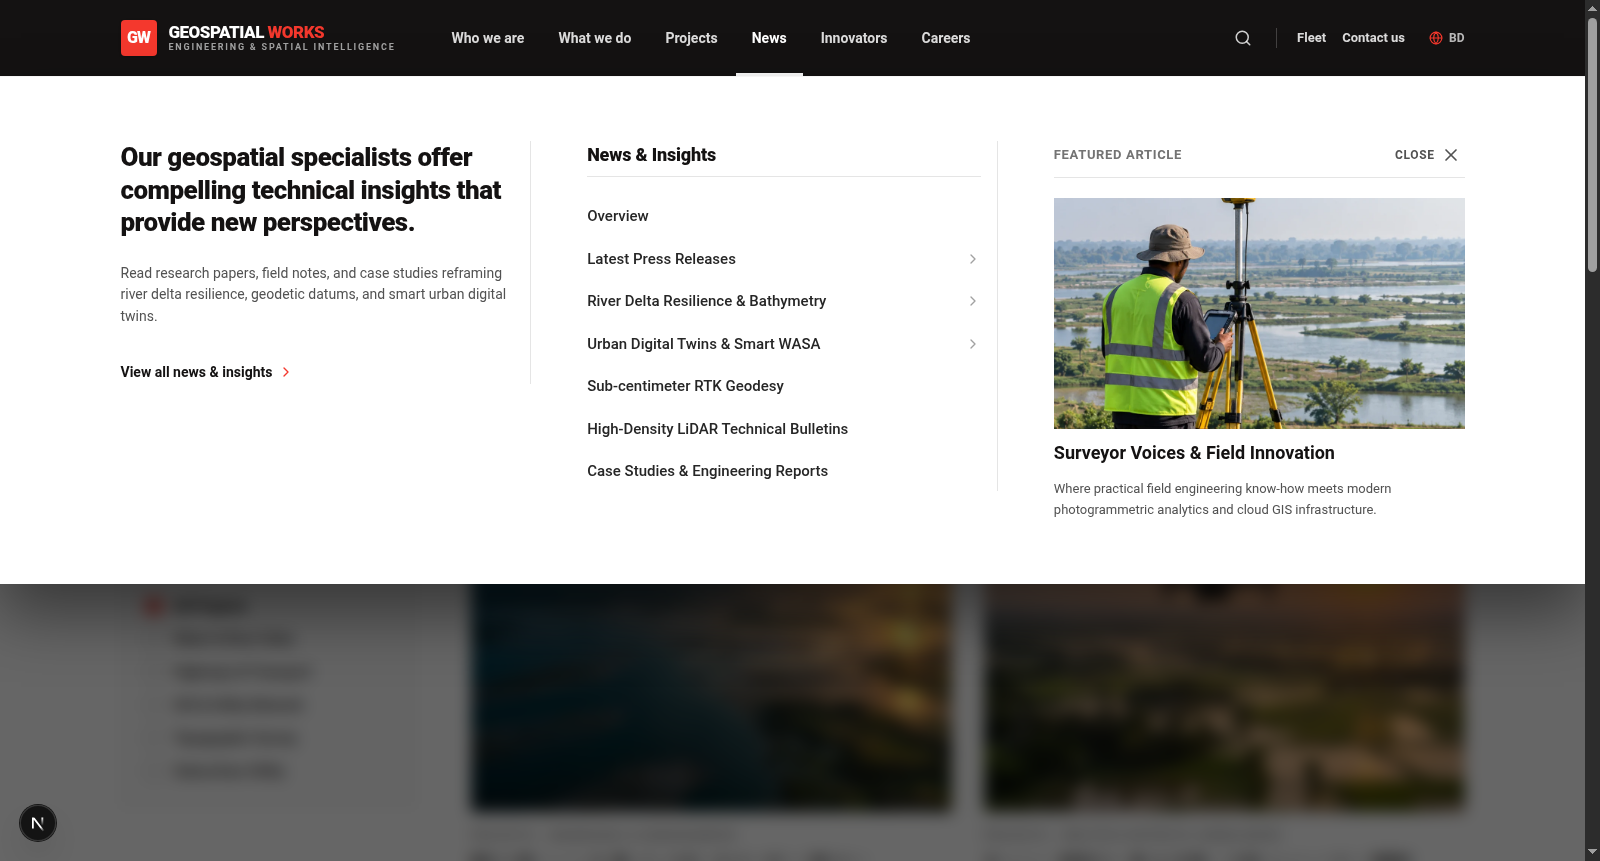 GW
GEOSPATIAL WORKS
ENGINEERING & SPATIAL INTELLIGENCE
Who we are
What we do
Projects
News
Innovators
Careers
Fleet
Contact us
BD
Our geospatial specialists offer
compelling technical insights that
provide new perspectives.
Read research papers, field notes, and case studies reframing
river delta resilience, geodetic datums, and smart urban digital
twins.
View all news & insights
News & Insights
Overview
Latest Press Releases
River Delta Resilience & Bathymetry
Urban Digital Twins & Smart WASA
Sub-centimeter RTK Geodesy
High-Density LiDAR Technical Bulletins
Case Studies & Engineering Reports
FEATURED ARTICLE
CLOSE
Surveyor Voices & Field Innovation
Where practical field engineering know-how meets modern
photogrammetric analytics and cloud GIS infrastructure.
N